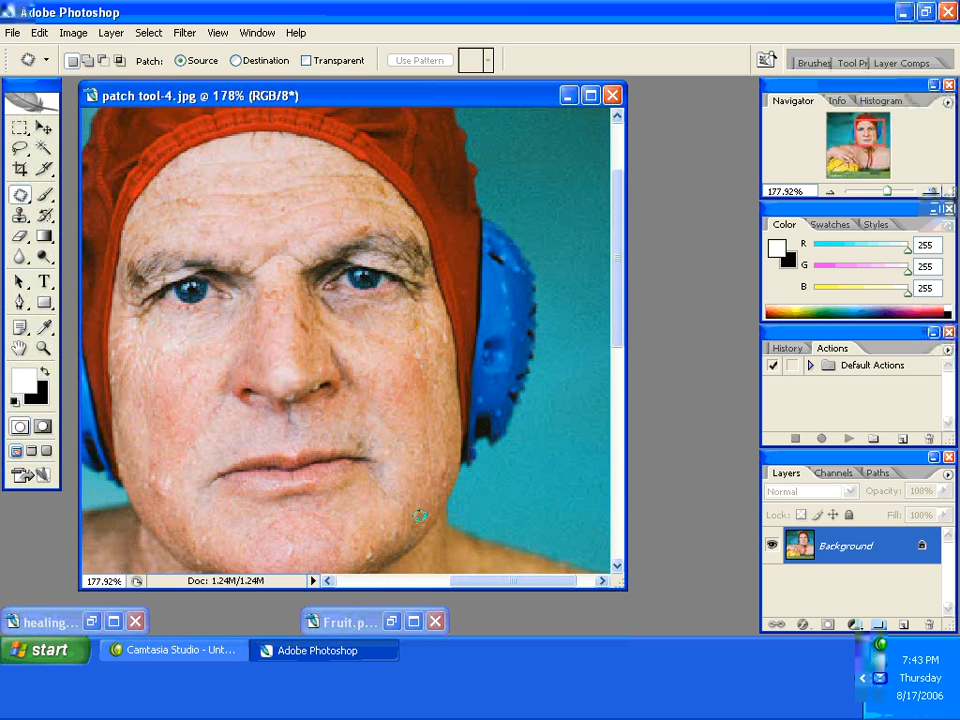 Adobe Photoshop
File Edit Image Layer Select Filter View Window Help
Patch: Source Destination Transparent Use Pattern
Brushes Tool Pr Layer Comps
patch tool-4.jpg @ 178% (RGB/8*)
Navigator Info Histogram
177.92%
Color Swatches Styles
R 255
G 255
B 255
History Actions
Default Actions
Layers Channels Paths
Normal Opacity: 100%
Lock: Fill: 100%
Background
177.92% Doc: 1.24M/1.24M
healing... Fruit.p...
start Camtasia Studio - Unt... Adobe Photoshop
7:43 PM
Thursday
8/17/2006